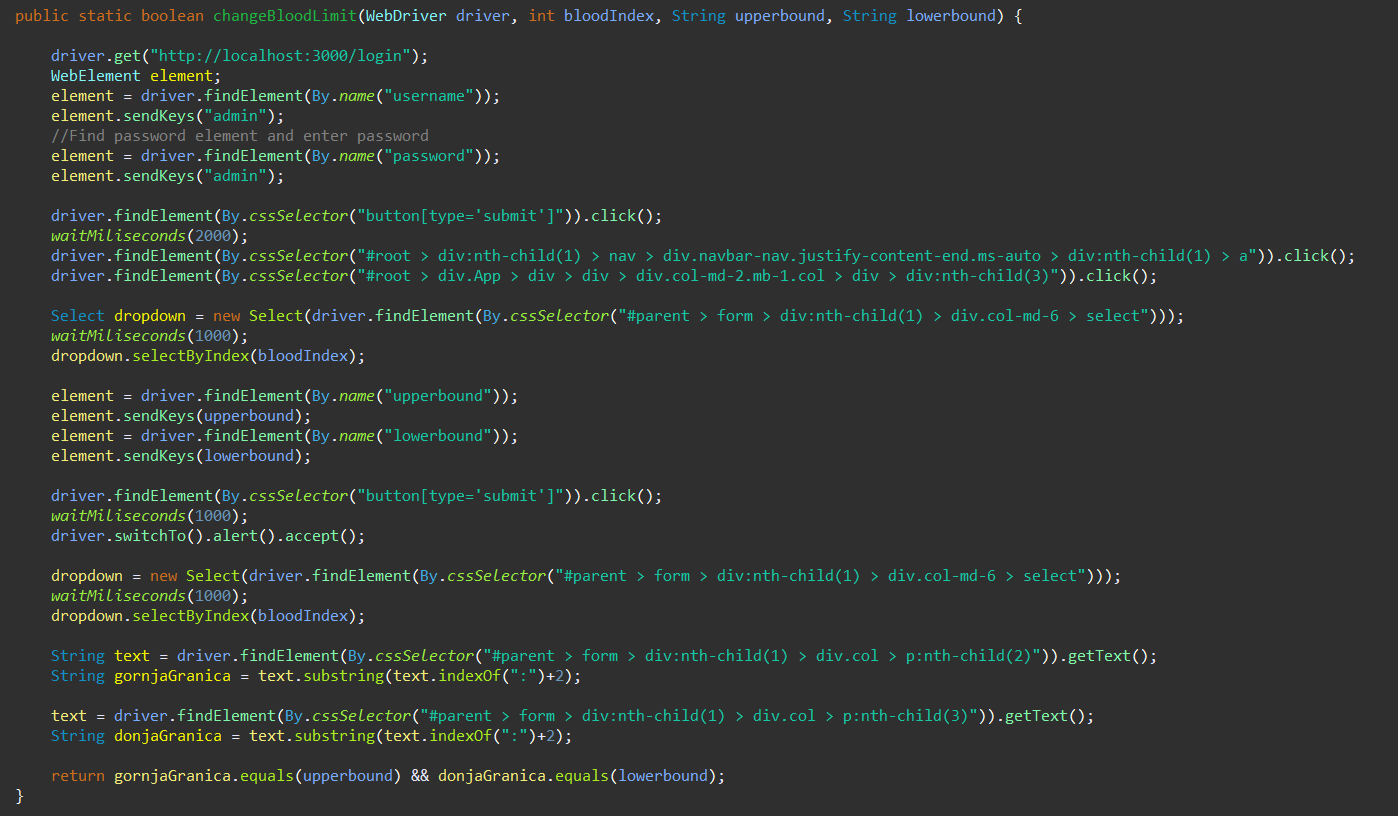 public static boolean changeBloodLimit(WebDriver driver, int bloodIndex, String upperbound, String lowerbound) {
driver.get("http://localhost:3000/login");
WebElement element;
element = driver.findElement(By.name("username"));
element.sendKeys("admin");
//Find password element and enter password
element = driver.findElement(By.name("password"));
element.sendKeys("admin");
driver.findElement(By.cssSelector("button[type='submit']")).click();
waitMiliseconds(2000);
driver.findElement(By.cssSelector("#root > div:nth-child(1) > nav > div.navbar-nav.justify-content-end.ms-auto > div:nth-child(1) > a")).click();
driver.findElement(By.cssSelector("#root > div.App > div > div > div.col-md-2.mb-1.col > div > div:nth-child(3)")).click();
Select dropdown = new Select(driver.findElement(By.cssSelector("#parent > form > div:nth-child(1) > div.col-md-6 > select")));
waitMiliseconds(1000);
dropdown.selectByIndex(bloodIndex);
element = driver.findElement(By.name("upperbound"));
element.sendKeys(upperbound);
element = driver.findElement(By.name("lowerbound"));
element.sendKeys(lowerbound);
driver.findElement(By.cssSelector("button[type='submit']")).click();
waitMiliseconds(1000);
driver.switchTo().alert().accept();
dropdown = new Select(driver.findElement(By.cssSelector("#parent > form > div:nth-child(1) > div.col-md-6 > select")));
waitMiliseconds(1000);
dropdown.selectByIndex(bloodIndex);
String text = driver.findElement(By.cssSelector("#parent > form > div:nth-child(1) > div.col > p:nth-child(2)")).getText();
String gornjaGranica = text.substring(text.indexOf(":")+2);
text = driver.findElement(By.cssSelector("#parent > form > div:nth-child(1) > div.col > p:nth-child(3)")).getText();
String donjaGranica = text.substring(text.indexOf(":")+2);
return gornjaGranica.equals(upperbound) && donjaGranica.equals(lowerbound);
}